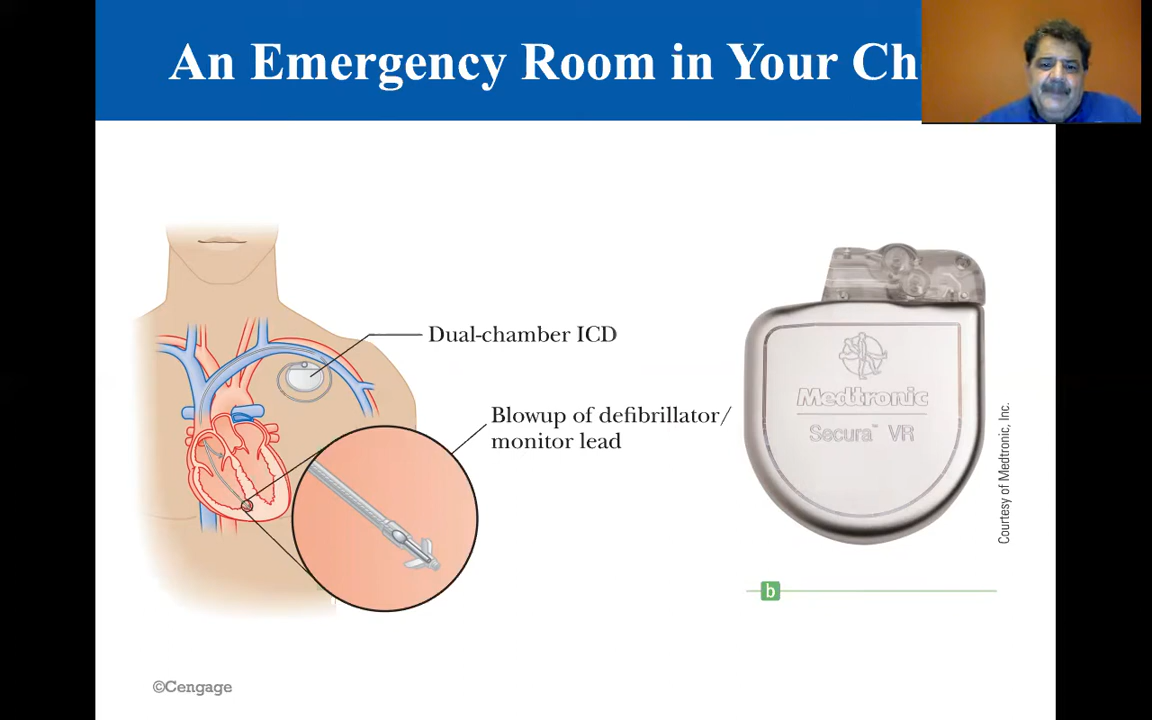 An Emergency Room in Your Ch
Dual-chamber ICD
Blowup of defibrillator/
monitor lead
Medtronic
Secura™ VR
Courtesy of Medtronic, Inc.
b
©Cengage